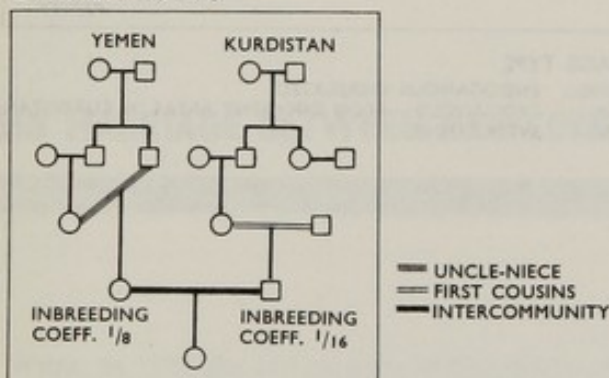 YEMEN
KURDISTAN
UNCLE-NIECE
FIRST COUSINS
INTERCOMMUNITY
INBREEDING
COEFF. 1/8
INBREEDING
COEFF. 1/16